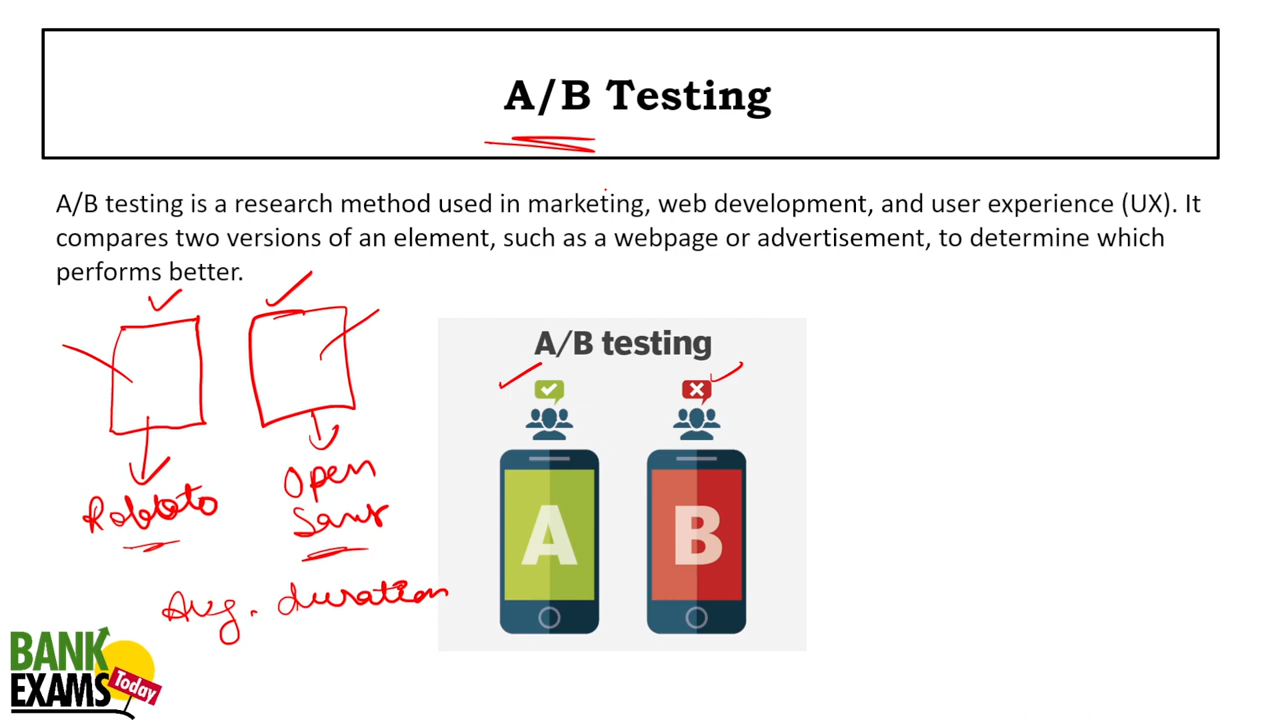 A/B Testing
A/B testing is a research method used in marketing, web development, and user experience (UX). It
compares two versions of an element, such as a webpage or advertisement, to determine which
performs better.
A/B testing
A
B
Roboto
Open
Sans
Avg. duration
BANK
EXAMS
Today